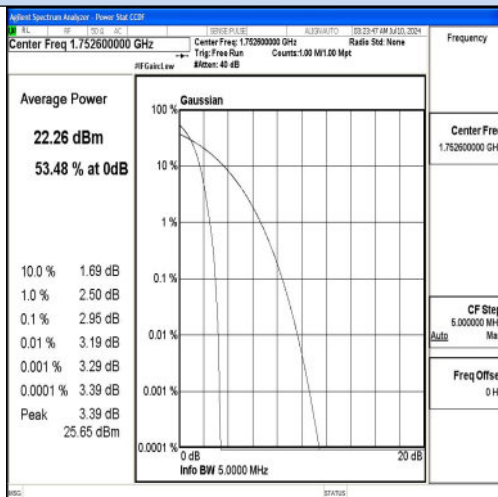 Agilent Spectrum Analyzer - Power Stat CCDF
RL RF 50 Ω AC SENSE:PULSE ALIGNAUTO 03:23:47 AM Jul 10, 2024
Center Freq 1.752600000 GHz
Center Freq: 1.752600000 GHz Radio Std: None
Trig: Free Run Counts:1.00 M/1.00 Mpt
#IFGain:Low #Atten: 40 dB
Frequency
Average Power
22.26 dBm
53.48 % at 0dB
10.0 % 1.69 dB
1.0 % 2.50 dB
0.1 % 2.95 dB
0.01 % 3.19 dB
0.001 % 3.29 dB
0.0001 % 3.39 dB
Peak 3.39 dB
25.65 dBm
Gaussian
100 %
10 %
1 %
0.1 %
0.01 %
0.001 %
0.0001 %
0 dB 20 dB
Info BW 5.0000 MHz
Center Fre
1.752600000 GH
CF Step
5.000000 MH
Auto Ma
Freq Offse
0 H
MSG STATUS